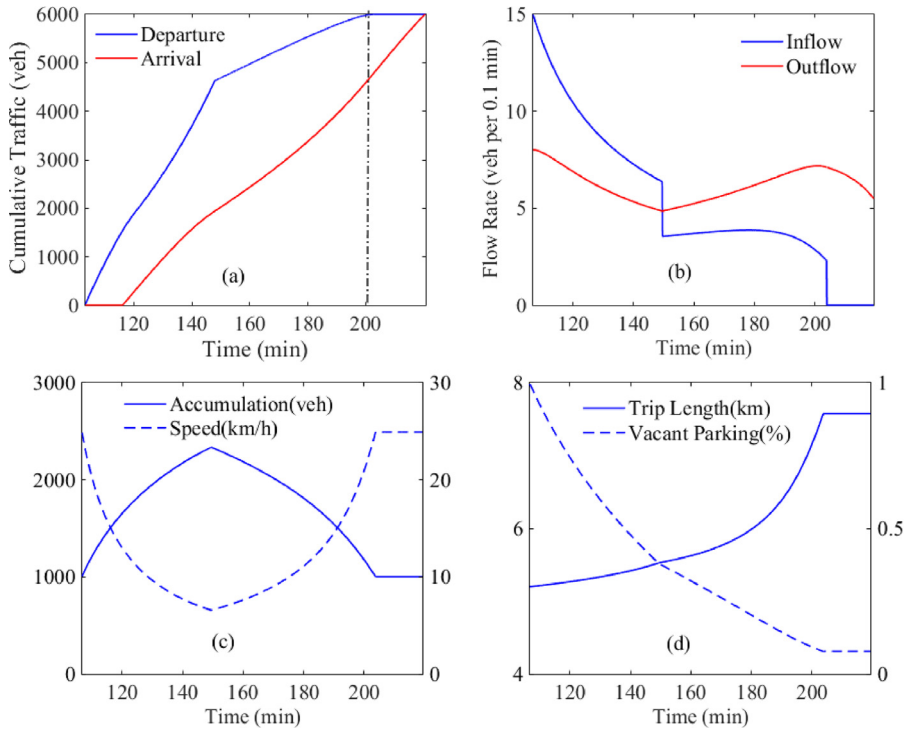 Cumulative Traffic (veh)
6000
5000
4000
3000
2000
1000
0
Departure
Arrival
(a)
120 140 160 180 200
Time (min)
Flow Rate (veh per 0.1 min)
15
10
5
0
Inflow
Outflow
(b)
120 140 160 180 200
Time (min)
3000
2000
1000
0
Accumulation(veh)
Speed(km/h)
(c)
30
20
10
0
120 140 160 180 200
Time (min)
8
6
4
Trip Length(km)
Vacant Parking(%)
(d)
1
0.5
0
120 140 160 180 200
Time (min)